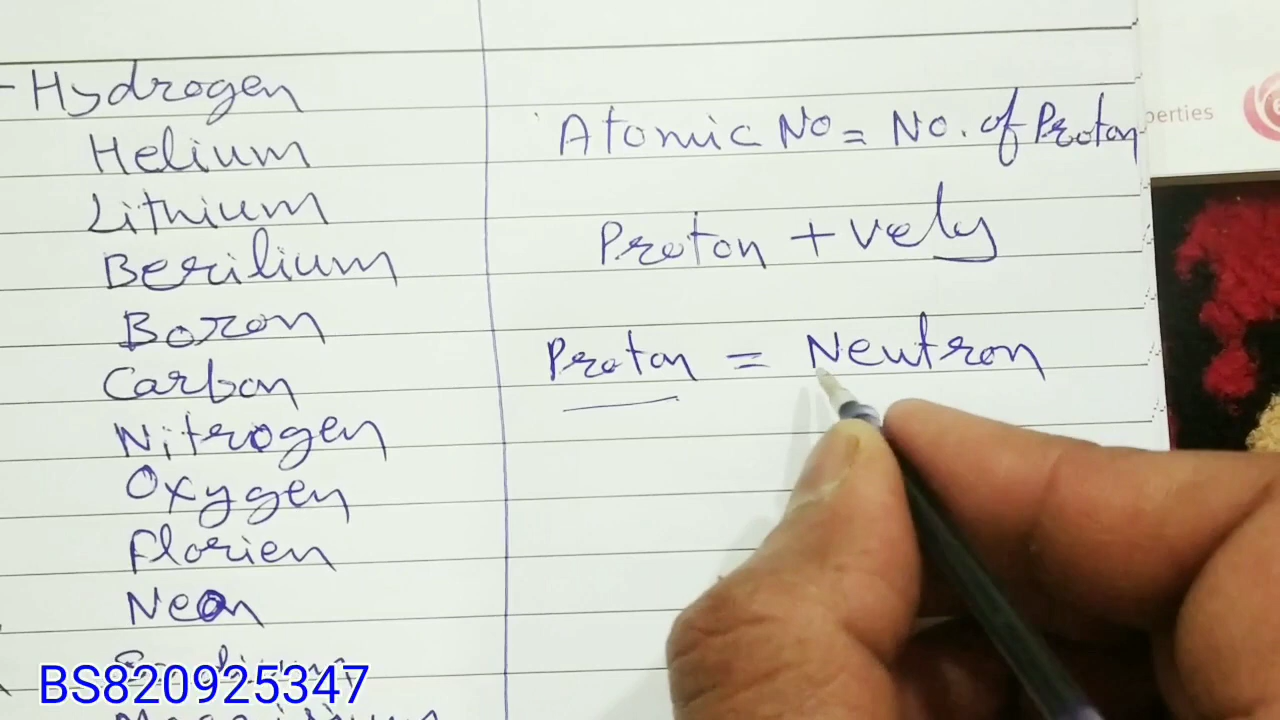 Hydrogen
Helium
Lithium
Berilium
Boron
Carbon
Nitrogen
Oxygen
Florien
Neon
Atomic No = No. of Proton
Proton +vely
Proton = Neutron
perties
BS820925347